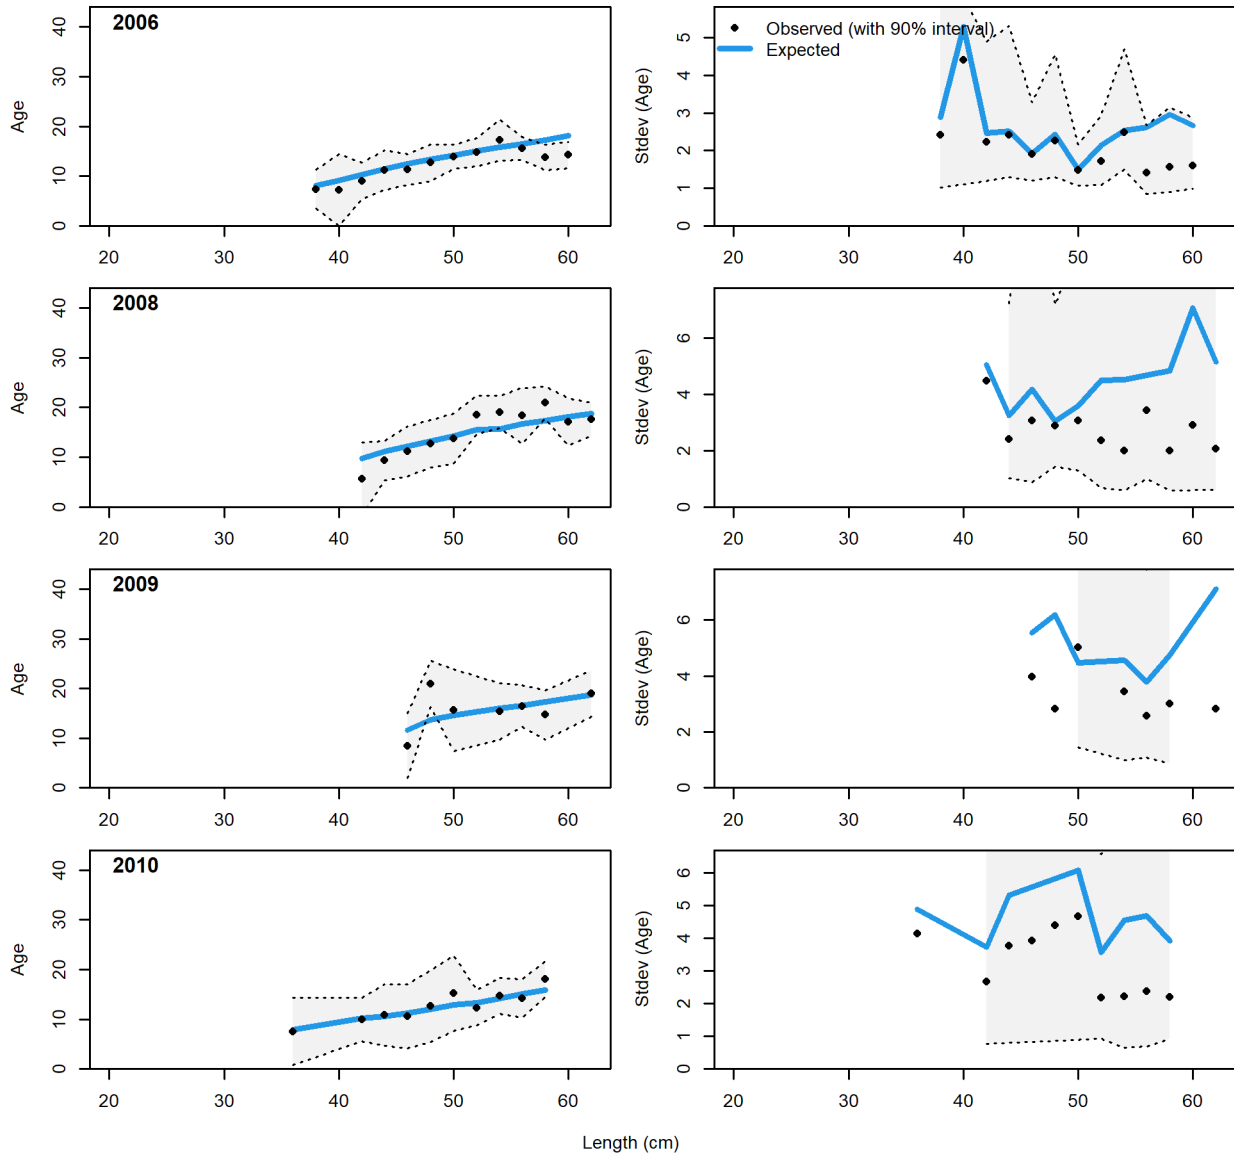 2006
Observed (with 90% interval)
Expected
Age
0 10 20 30 40
20 30 40 50 60
Stdev (Age)
0 1 2 3 4 5
20 30 40 50 60
2008
Age
0 10 20 30 40
20 30 40 50 60
Stdev (Age)
0 2 4 6
20 30 40 50 60
2009
Age
0 10 20 30 40
20 30 40 50 60
Stdev (Age)
0 2 4 6
20 30 40 50 60
2010
Age
0 10 20 30 40
20 30 40 50 60
Stdev (Age)
0 1 2 3 4 5 6
20 30 40 50 60
Length (cm)